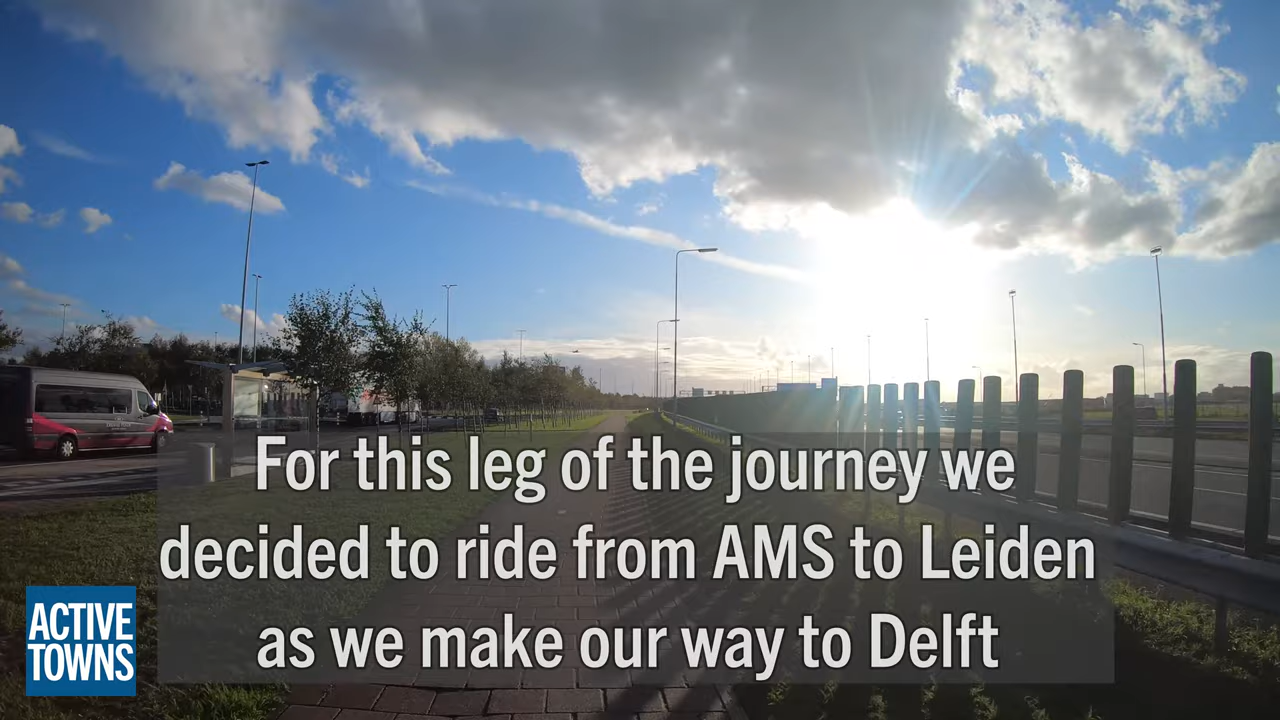 For this leg of the journey we
decided to ride from AMS to Leiden
as we make our way to Delft
ACTIVE
TOWNS